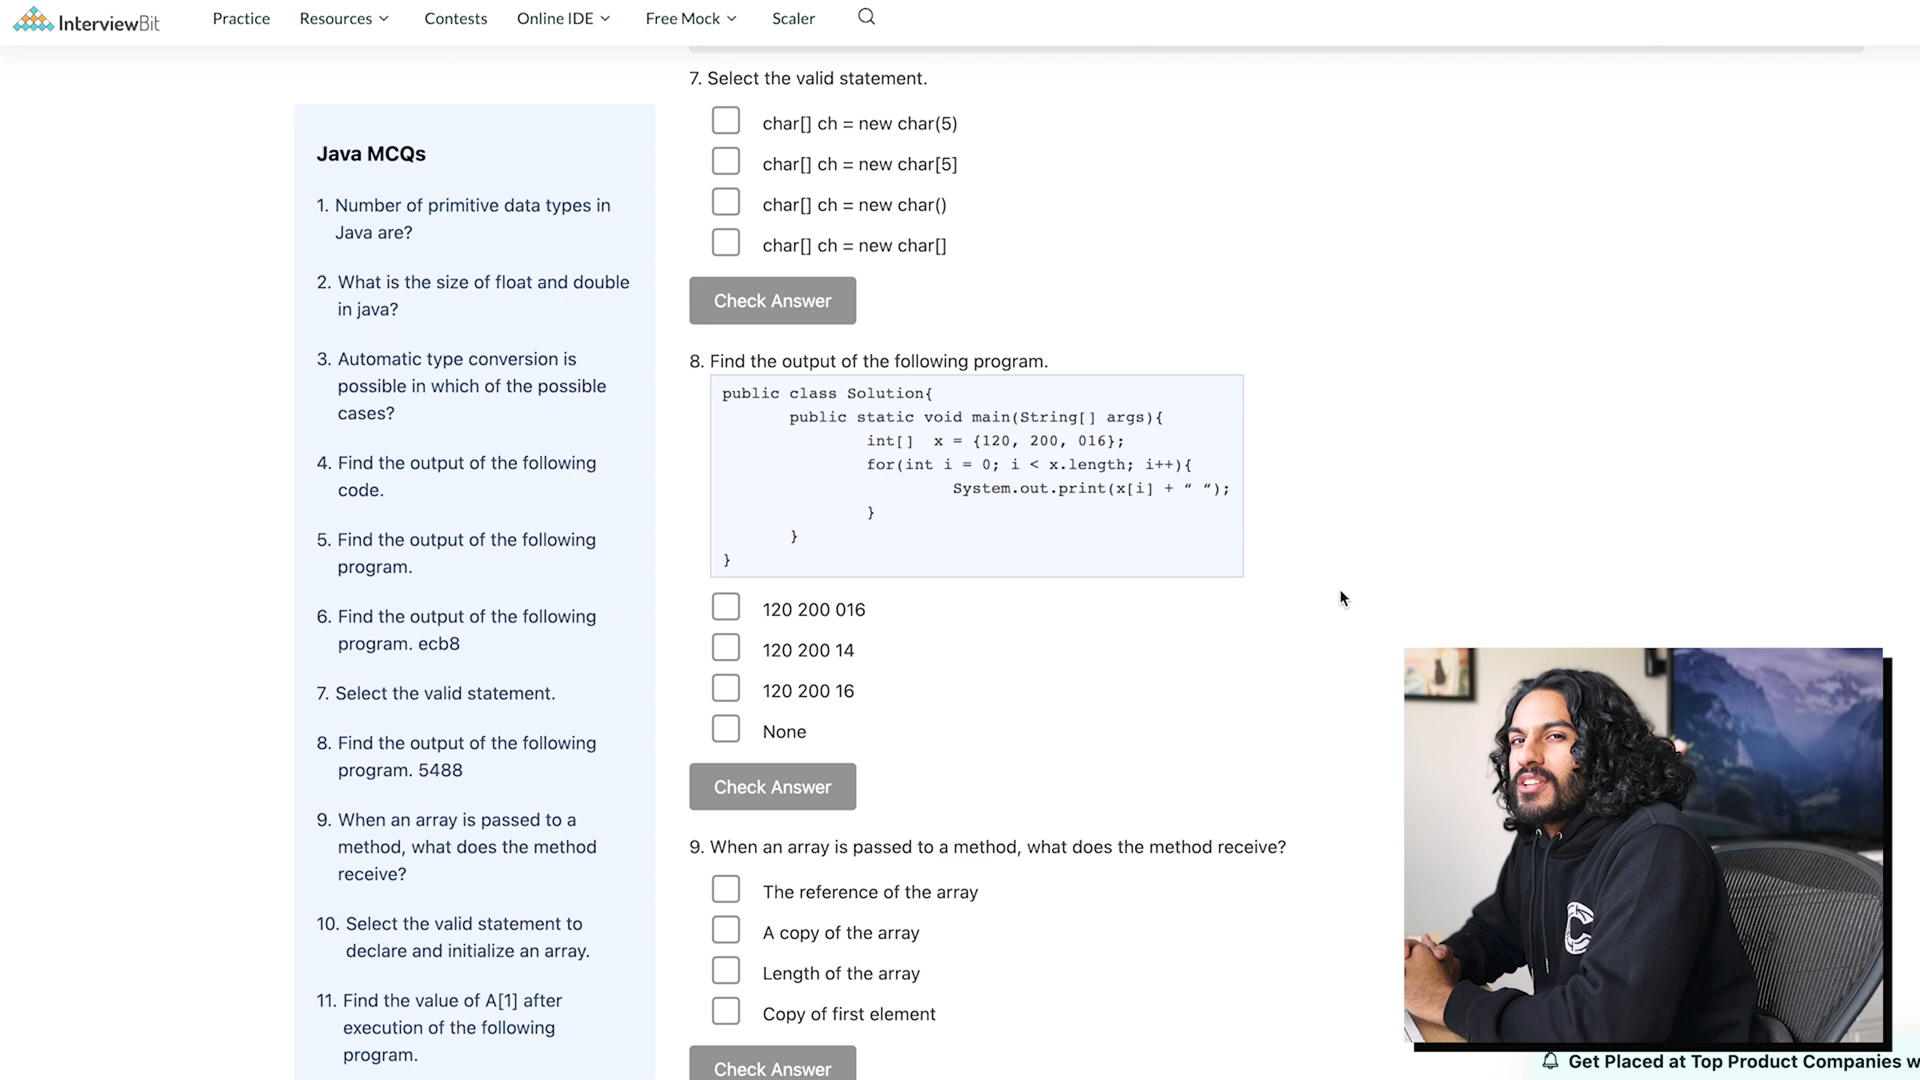 InterviewBit
Practice
Resources
Contests
Online IDE
Free Mock
Scaler
Java MCQs
1. Number of primitive data types in
Java are?
2. What is the size of float and double
in java?
3. Automatic type conversion is
possible in which of the possible
cases?
4. Find the output of the following
code.
5. Find the output of the following
program.
6. Find the output of the following
program. ecb8
7. Select the valid statement.
8. Find the output of the following
program. 5488
9. When an array is passed to a
method, what does the method
receive?
10. Select the valid statement to
declare and initialize an array.
11. Find the value of A[1] after
execution of the following
program.
7. Select the valid statement.
char[] ch = new char(5)
char[] ch = new char[5]
char[] ch = new char()
char[] ch = new char[]
Check Answer
8. Find the output of the following program.
public class Solution{
public static void main(String[] args){
int[]  x = {120, 200, 016};
for(int i = 0; i < x.length; i++){
System.out.print(x[i] + “ “);
}
}
}
120 200 016
120 200 14
120 200 16
None
Check Answer
9. When an array is passed to a method, what does the method receive?
The reference of the array
A copy of the array
Length of the array
Copy of first element
Check Answer
C
Get Placed at Top Product Companies w